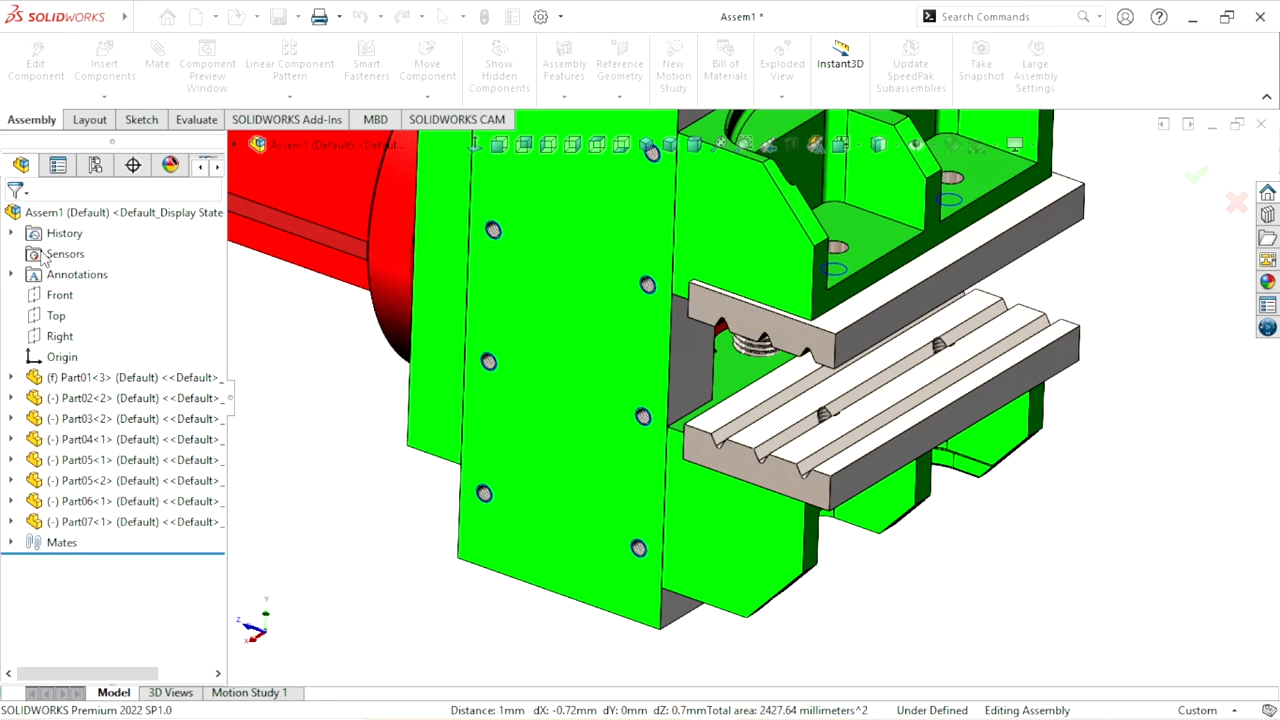 SOLIDWORKS
Assem1 *
Search Commands
Edit Component
Insert Components
Mate
Component Preview Window
Linear Component Pattern
Smart Fasteners
Move Component
Show Hidden Components
Assembly Features
Reference Geometry
New Motion Study
Bill of Materials
Exploded View
Instant3D
Update SpeedPak Subassemblies
Take Snapshot
Large Assembly Settings
Assembly
Layout
Sketch
Evaluate
SOLIDWORKS Add-Ins
MBD
SOLIDWORKS CAM
Assem1 (Default) <Defaul...
Assem1 (Default) <Default_Display State
History
Sensors
Annotations
Front
Top
Right
Origin
(f) Part01<3> (Default) <<Default>_
(-) Part02<2> (Default) <<Default>_
(-) Part03<2> (Default) <<Default>_
(-) Part04<1> (Default) <<Default>_
(-) Part05<1> (Default) <<Default>_
(-) Part05<2> (Default) <<Default>_
(-) Part06<1> (Default) <<Default>_
(-) Part07<1> (Default) <<Default>_
Mates
Y
Z
X
Model
3D Views
Motion Study 1
SOLIDWORKS Premium 2022 SP1.0
Distance: 1mm dX: -0.72mm dY: 0mm dZ: 0.7mmTotal area: 2427.64 millimeters^2
Under Defined
Editing Assembly
Custom